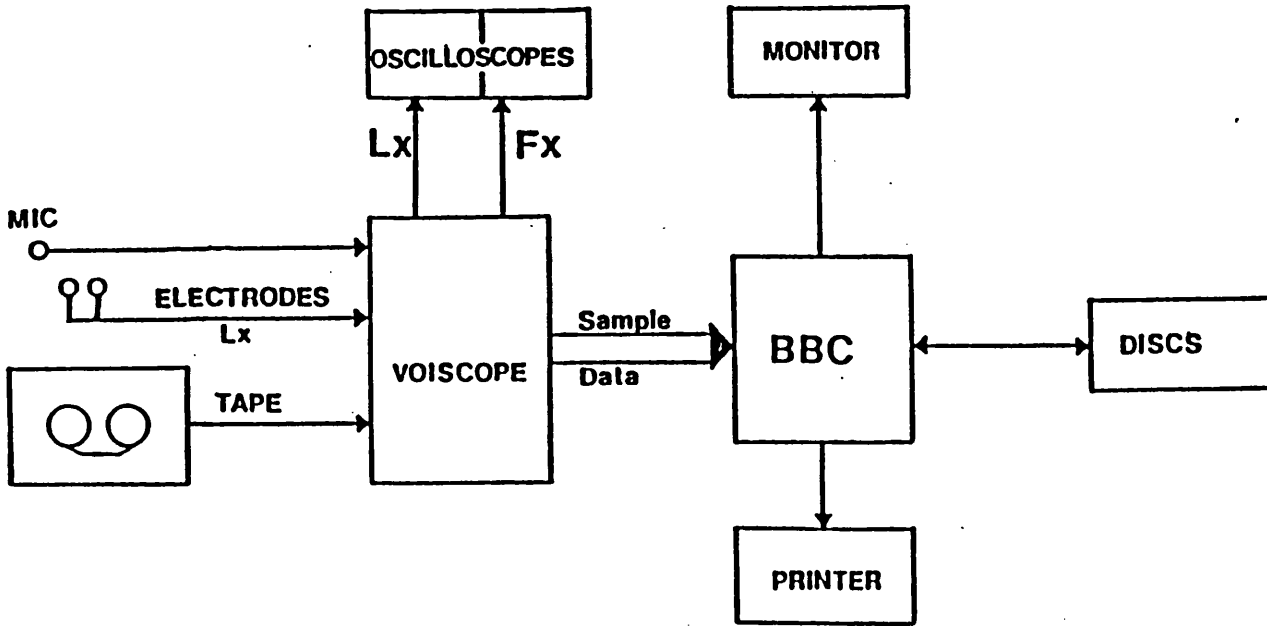 OSCILLOSCOPES
MONITOR
Lx
Fx
MIC
ELECTRODES
Lx
TAPE
VOISCOPE
Sample
Data
BBC
DISCS
PRINTER